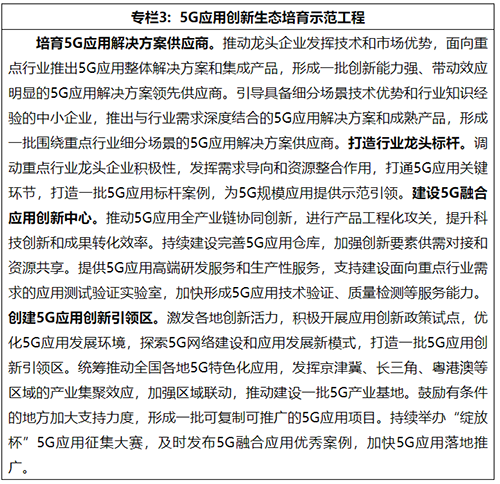 专栏3：5G应用创新生态培育示范工程
培育5G应用解决方案供应商。推动龙头企业发挥技术和市场优势，面向重
点行业推出5G应用整体解决方案和集成产品，形成一批创新能力强、带动效应
明显的5G应用解决方案领先供应商。引导具备细分场景技术优势和行业知识经
验的中小企业，推出与行业需求深度结合的5G应用解决方案和成熟产品，形成
一批围绕重点行业细分场景的5G应用解决方案供应商。打造行业龙头标杆。调
动重点行业龙头企业积极性，发挥需求导向和资源整合作用，打通5G应用关键
环节，打造一批5G应用标杆案例，为5G规模应用提供示范引领。建设5G融合
应用创新中心。推动5G应用全产业链协同创新，进行产品工程化攻关，提升科
技创新和成果转化效率。持续建设完善5G应用仓库，加强创新要素供需对接和
资源共享。提供5G应用高端研发服务和生产性服务，支持建设面向重点行业需求
的应用测试验证实验室，加快形成5G应用技术验证、质量检测等服务能力。
创建5G应用创新引领区。激发各地创新活力，积极开展应用创新政策试点，优
化5G应用发展环境，探索5G网络建设和应用发展新模式，打造一批5G应用创
新引领区。统筹推动全国各地5G特色化应用，发挥京津冀、长三角、粤港澳等
区域的产业集聚效应，加强区域联动，推动建设一批5G产业基地。鼓励有条件
的地方加大支持力度，形成一批可复制可推广的5G应用项目。持续举办“绽放
杯”5G应用征集大赛，及时发布5G融合应用优秀案例，加快5G应用落地推
广。